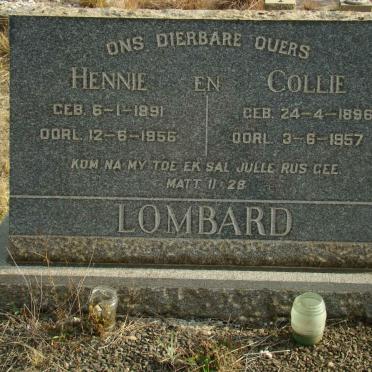 ONS DIERBARE OUERS
HENNIE EN COLLIE
GEB. 6-1-1891 GEB. 24-4-1896
OORL. 12-6-1956 OORL. 3-6-1957
KOM NA MY TOE EK SAL JULLE RUS GEE.
MATT. 11:28
LOMBARD